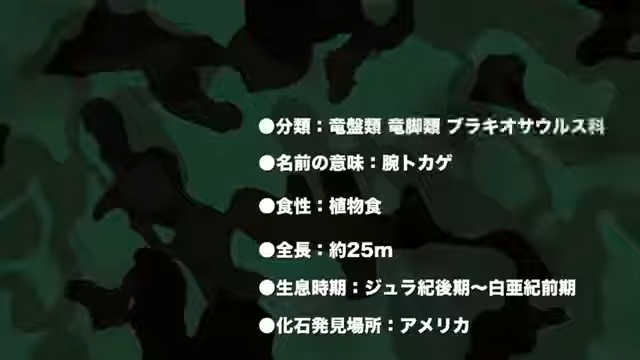 ●分類：竜盤類 竜脚類 ブラキオサウルス科
●名前の意味：腕トカゲ
●食性：植物食
●全長：約25m
●生息時期：ジュラ紀後期〜白亜紀前期
●化石発見場所：アメリカ